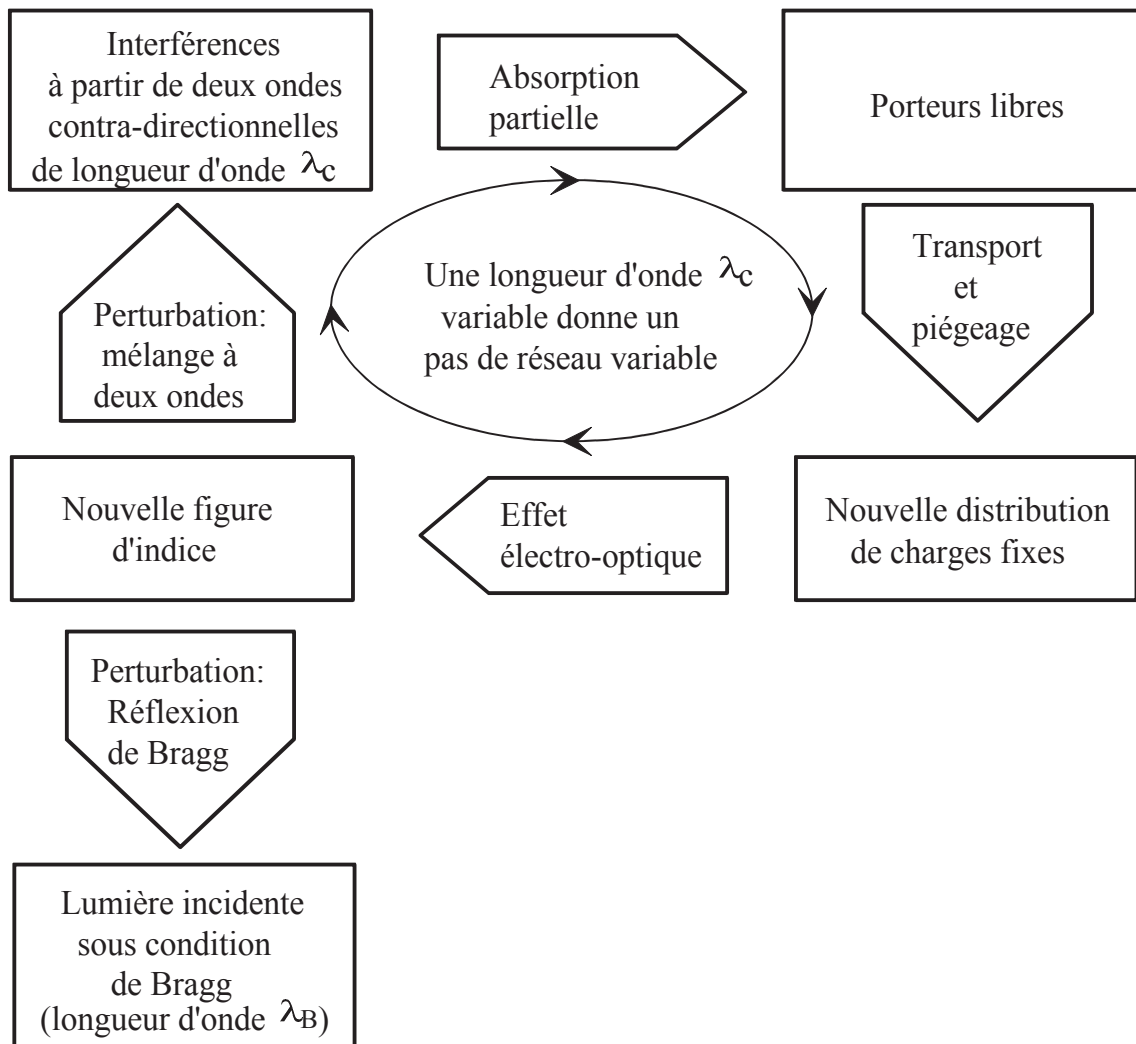 Interférences
à partir de deux ondes
contra-directionnelles
de longueur d'onde λc
Absorption
partielle
Porteurs libres
Transport
et
piégeage
Une longueur d'onde λc
variable donne un
pas de réseau variable
Perturbation:
mélange à
deux ondes
Nouvelle figure
d'indice
Effet
électro-optique
Nouvelle distribution
de charges fixes
Perturbation:
Réflexion
de Bragg
Lumière incidente
sous condition
de Bragg
(longueur d'onde λB)